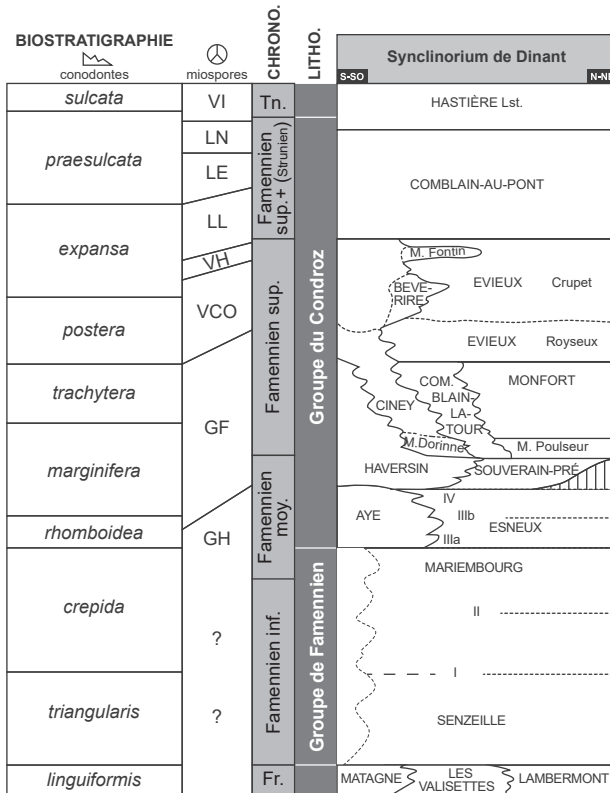 BIOSTRATIGRAPHIE
conodontes
miospores
CHRONO.
LITHO.
Synclinorium de Dinant
S-SO
N-NE
sulcata
praesulcata
expansa
postera
trachytera
marginifera
rhomboidea
crepida
triangularis
linguiformis
VI
LN
LE
LL
VH
VCO
GF
GH
?
?
Tn.
Famennien
sup.+ (Strunien)
Famennien sup.
Famennien
moy.
Famennien inf.
Fr.
Groupe du Condroz
Groupe de Famennien
HASTIÈRE Lst.
COMBLAIN-AU-PONT
M. Fontin
BEVE-
RIRE
EVIEUX Crupet
EVIEUX Royseux
CINEY
COM.
BLAIN-
LA-
TOUR
MONFORT
M.Dorinne
M. Poulseur
HAVERSIN
SOUVERAIN-PRÉ
AYE
IV
IIIb
ESNEUX
IIIa
MARIEMBOURG
II
I
SENZEILLE
MATAGNE
LES
VALISETTES
LAMBERMONT